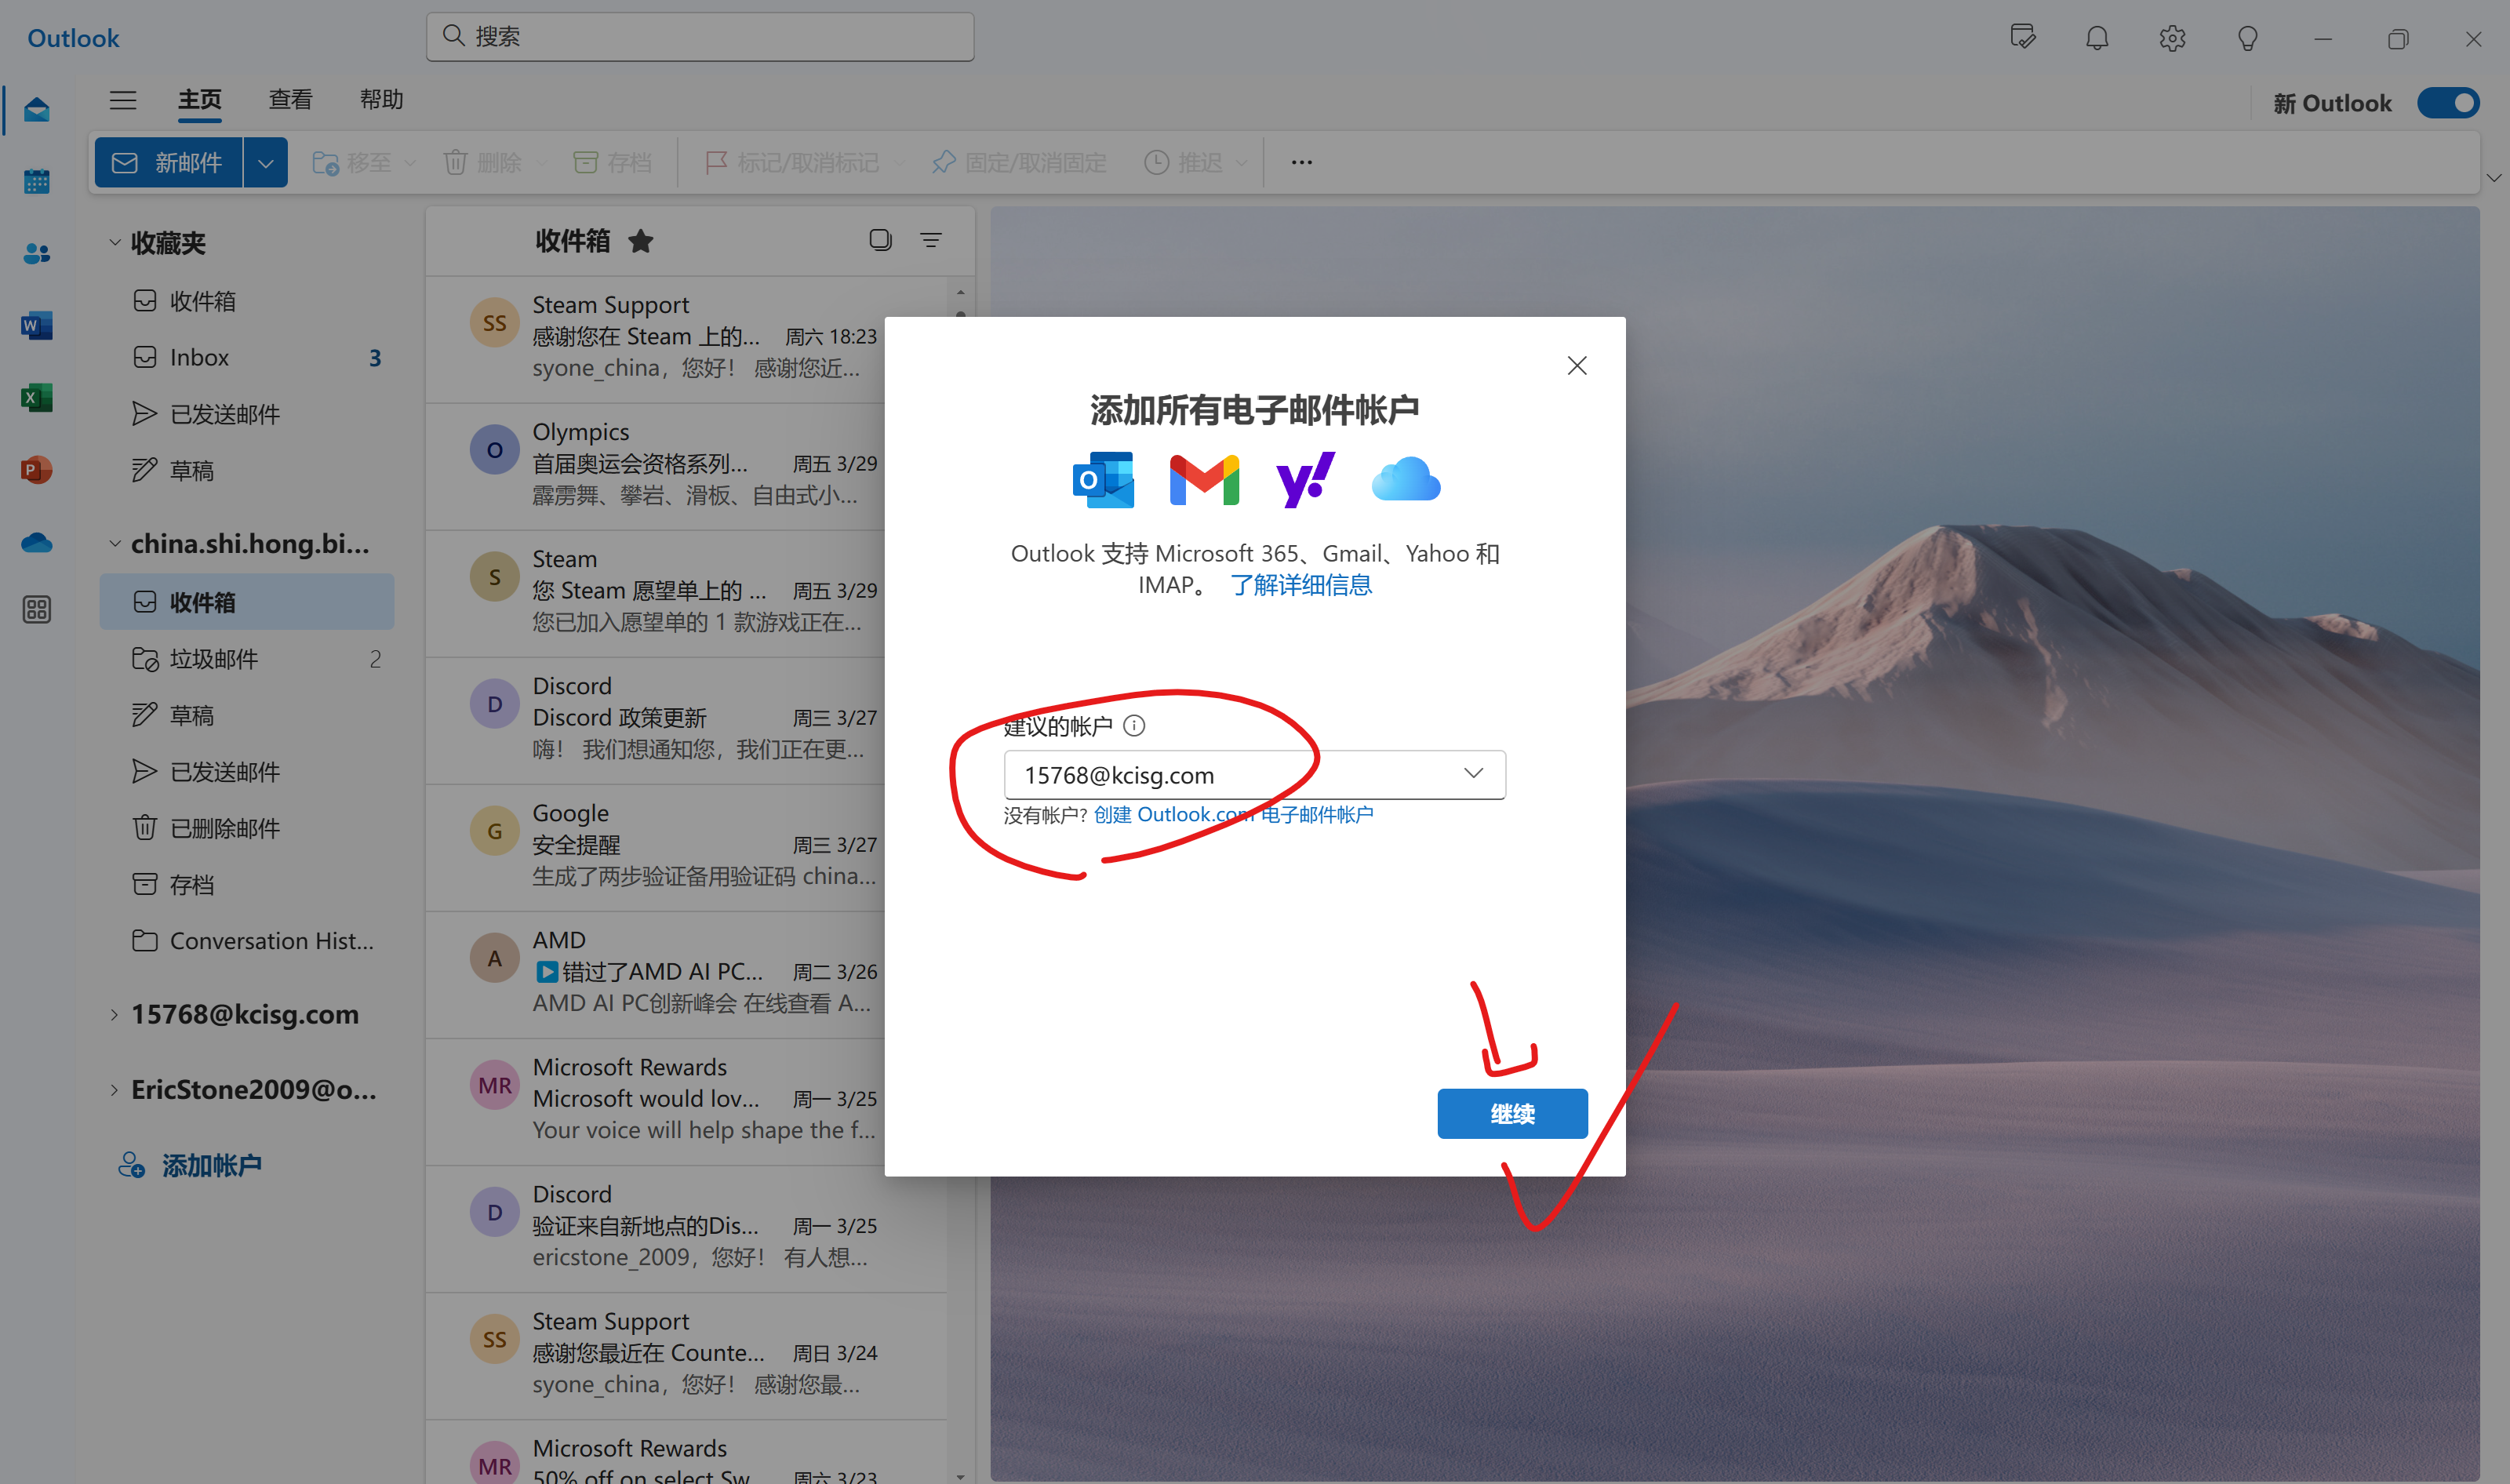 Outlook
搜索
主页 查看 帮助
新 Outlook
新邮件 移至 删除 存档 标记/取消标记 固定/取消固定 推迟 ···
收藏夹
收件箱
Inbox 3
已发送邮件
草稿
china.shi.hong.bi...
收件箱
垃圾邮件 2
草稿
已发送邮件
已删除邮件
存档
Conversation Hist...
15768@kcisg.com
EricStone2009@o...
添加帐户
收件箱
SS
Steam Support
感谢您在 Steam 上的... 周六 18:23
syone_china，您好！ 感谢您近...
O
Olympics
首届奥运会资格系列... 周五 3/29
霹雳舞、攀岩、滑板、自由式小...
S
Steam
您 Steam 愿望单上的 ... 周五 3/29
您已加入愿望单的 1 款游戏正在...
D
Discord
Discord 政策更新 周三 3/27
嗨！ 我们想通知您，我们正在更...
G
Google
安全提醒 周三 3/27
生成了两步验证备用验证码 china...
A
AMD
错过了AMD AI PC... 周二 3/26
AMD AI PC创新峰会 在线查看 A...
MR
Microsoft Rewards
Microsoft would lov... 周一 3/25
Your voice will help shape the f...
D
Discord
验证来自新地点的Dis... 周一 3/25
ericstone_2009，您好！ 有人想...
SS
Steam Support
感谢您最近在 Counte... 周日 3/24
syone_china，您好！ 感谢您最...
MR
Microsoft Rewards
50% off on select Sw... 周六 3/23
添加所有电子邮件帐户
Outlook 支持 Microsoft 365、Gmail、Yahoo 和
IMAP。 了解详细信息
建议的帐户
15768@kcisg.com
没有帐户? 创建 Outlook.com 电子邮件帐户
继续